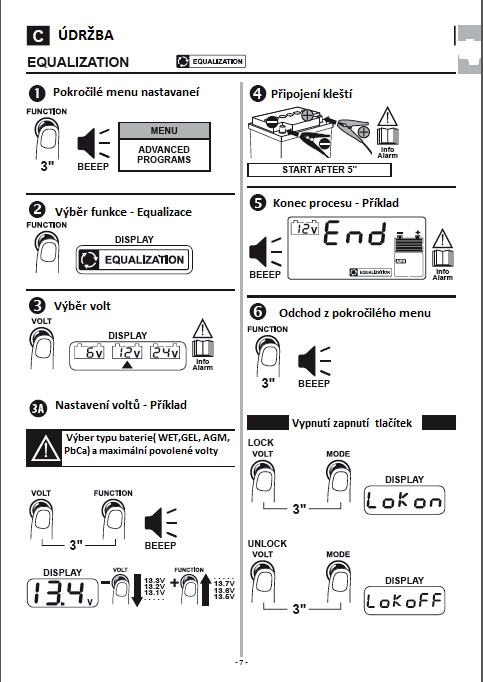 C ÚDRŽBA
EQUALIZATION
EQUALIZATION
1 Pokročilé menu nastavaneí
FUNCTION
3"
BEEEP
MENU
ADVANCED
PROGRAMS
2 Výběr funkce - Equalizace
FUNCTION
DISPLAY
EQUALIZATION
3 Výběr volt
VOLT
DISPLAY
6v 12v 24v
Info
Alarm
3A Nastavení voltů - Příklad
Výber typu baterie( WET,GEL, AGM,
PbCa) a maximální povolené volty
VOLT FUNCTION
3"
BEEEP
DISPLAY
13.4v
VOLT
13.3V
13.2V
13.1V
FUNCTION
13.7V
13.6V
13.5V
4 Připojení kleští
Info
Alarm
START AFTER 5"
5 Konec procesu - Příklad
BEEEP
12v
End
EQUALIZATION
Info
Alarm
6 Odchod z pokročilého menu
FUNCTION
3"
BEEEP
Vypnutí zapnutí tlačítek
LOCK
VOLT MODE
3"
DISPLAY
LoKon
UNLOCK
VOLT MODE
3"
DISPLAY
LoKoFF
- 7 -